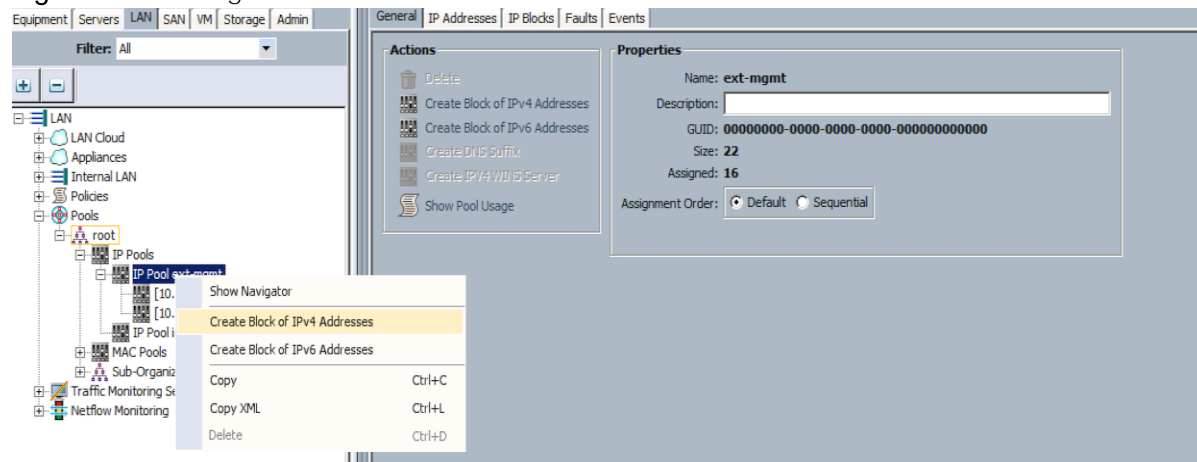 Equipment Servers LAN SAN VM Storage Admin
Filter: All
LAN
LAN Cloud
Appliances
Internal LAN
Policies
Pools
root
IP Pools
IP Pool ext-mgmt
[10.
[10.
IP Pool i
MAC Pools
Sub-Organiz
Traffic Monitoring Se
Netflow Monitoring
Show Navigator
Create Block of IPv4 Addresses
Create Block of IPv6 Addresses
Copy Ctrl+C
Copy XML Ctrl+L
Delete Ctrl+D
General IP Addresses IP Blocks Faults Events
Actions
Delete
Create Block of IPv4 Addresses
Create Block of IPv6 Addresses
Create DNS Suffix
Create IPV4 WINS Server
Show Pool Usage
Properties
Name: ext-mgmt
Description:
GUID: 00000000-0000-0000-0000-000000000000
Size: 22
Assigned: 16
Assignment Order: Default Sequential